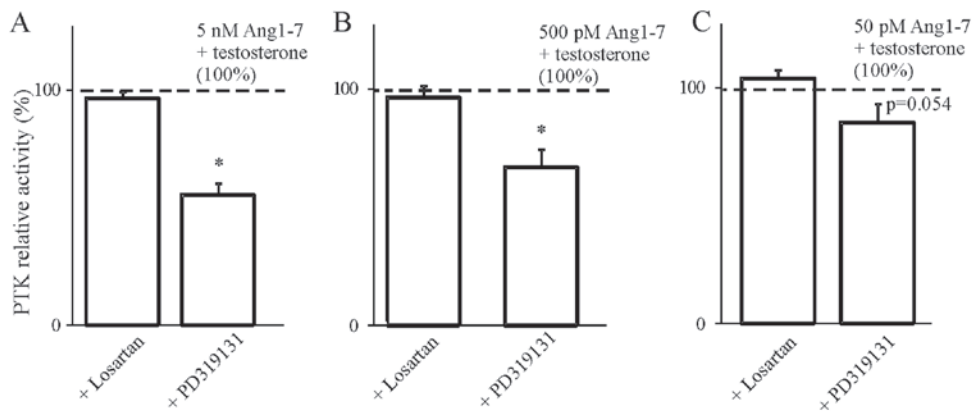 A
5 nM Ang1-7
+ testosterone
(100%)
PTK relative activity (%)
100
*
0
+ Losartan
+ PD319131
B
500 pM Ang1-7
+ testosterone
(100%)
100
*
0
+ Losartan
+ PD319131
C
50 pM Ang1-7
+ testosterone
(100%)
100
p=0.054
0
+ Losartan
+ PD319131